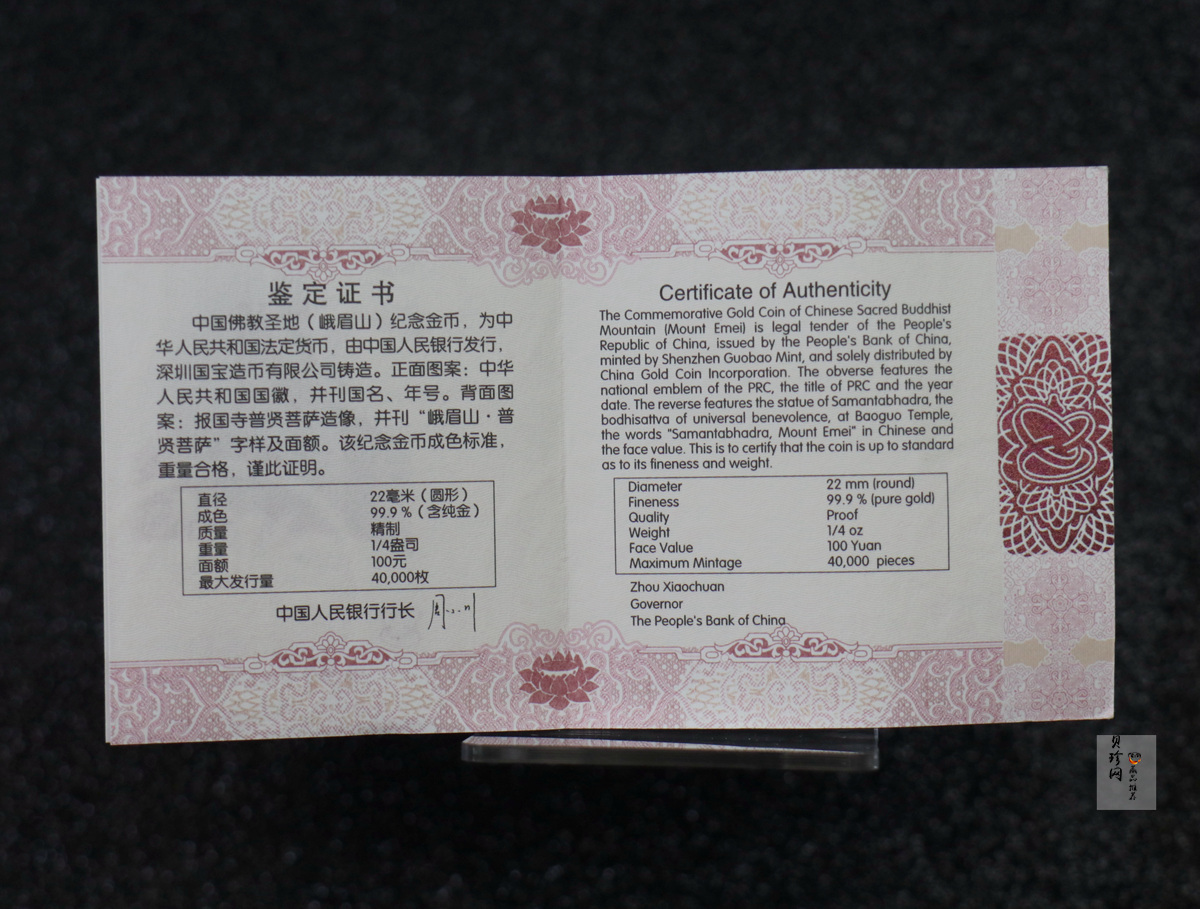 鉴定证书
中国佛教圣地（峨眉山）纪念金币，为中
华人民共和国法定货币，由中国人民银行发行，
深圳国宝造币有限公司铸造。正面图案：中华
人民共和国国徽，并刊国名、年号。背面图
案：报国寺普贤菩萨造像，并刊“峨眉山·普
贤菩萨”字样及面额。该纪念金币成色标准，
重量合格，谨此证明。
直径 22毫米（圆形）
成色 99.9％（含纯金）
质量 精制
重量 1/4盎司
面额 100元
最大发行量 40,000枚
中国人民银行行长
Certificate of Authenticity
The Commemorative Gold Coin of Chinese Sacred Buddhist
Mountain (Mount Emei) is legal tender of the People's
Republic of China, issued by the People's Bank of China,
minted by Shenzhen Guobao Mint, and solely distributed by
China Gold Coin Incorporation. The obverse features the
national emblem of the PRC, the title of PRC and the year
date. The reverse features the statue of Samantabhadra, the
bodhisattva of universal benevolence, at Baoguo Temple,
the words "Samantabhadra, Mount Emei" in Chinese and
the face value. This is to certify that the coin is up to standard
as to its fineness and weight.
Diameter 22 mm (round)
Fineness 99.9 % (pure gold)
Quality Proof
Weight 1/4 oz
Face Value 100 Yuan
Maximum Mintage 40,000 pieces
Zhou Xiaochuan
Governor
The People's Bank of China
贝珍网